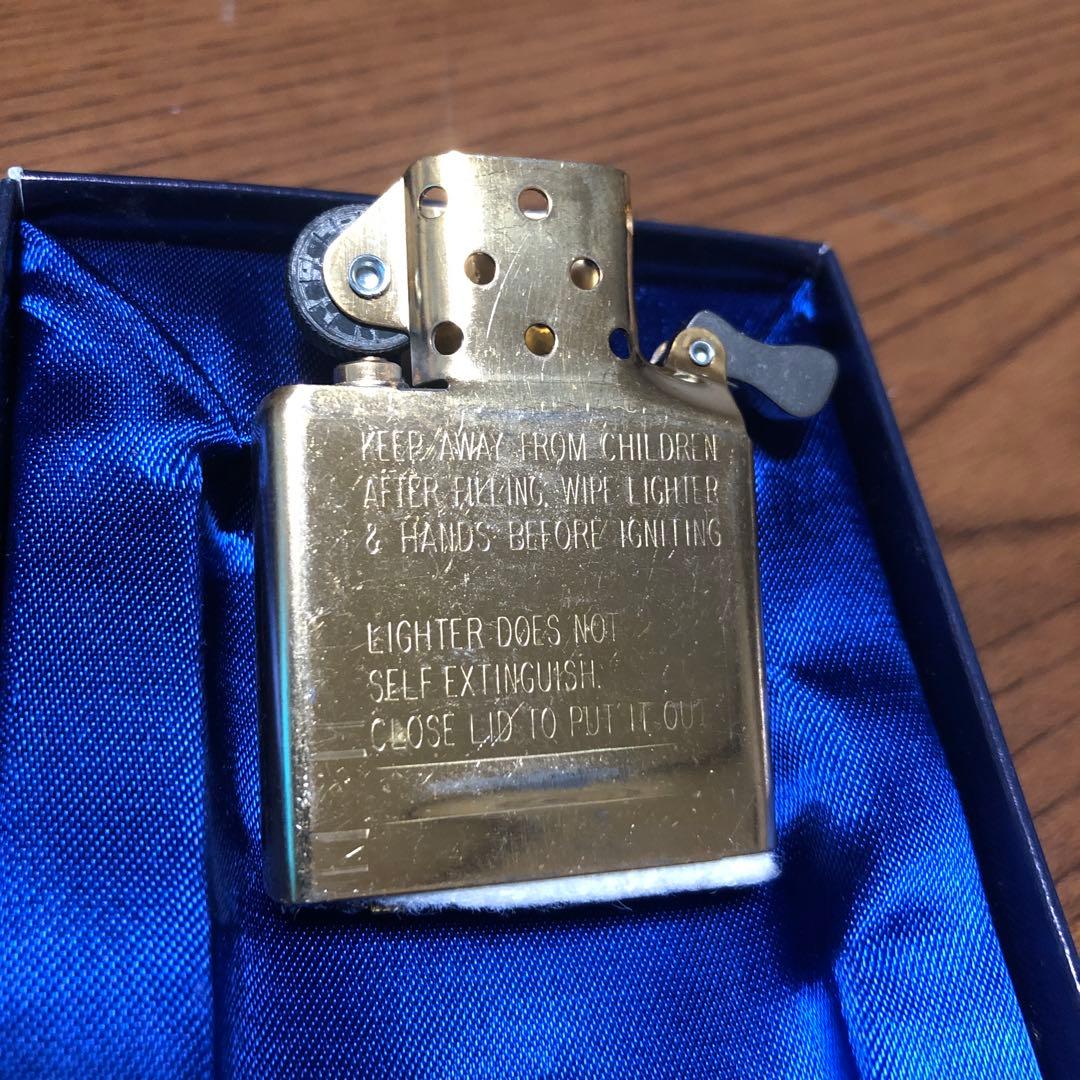 KEEP AWAY FROM CHILDREN
AFTER FILLING, WIPE LIGHTER
& HANDS BEFORE IGNITING
LIGHTER DOES NOT
SELF EXTINGUISH.
CLOSE LID TO PUT IT OUT